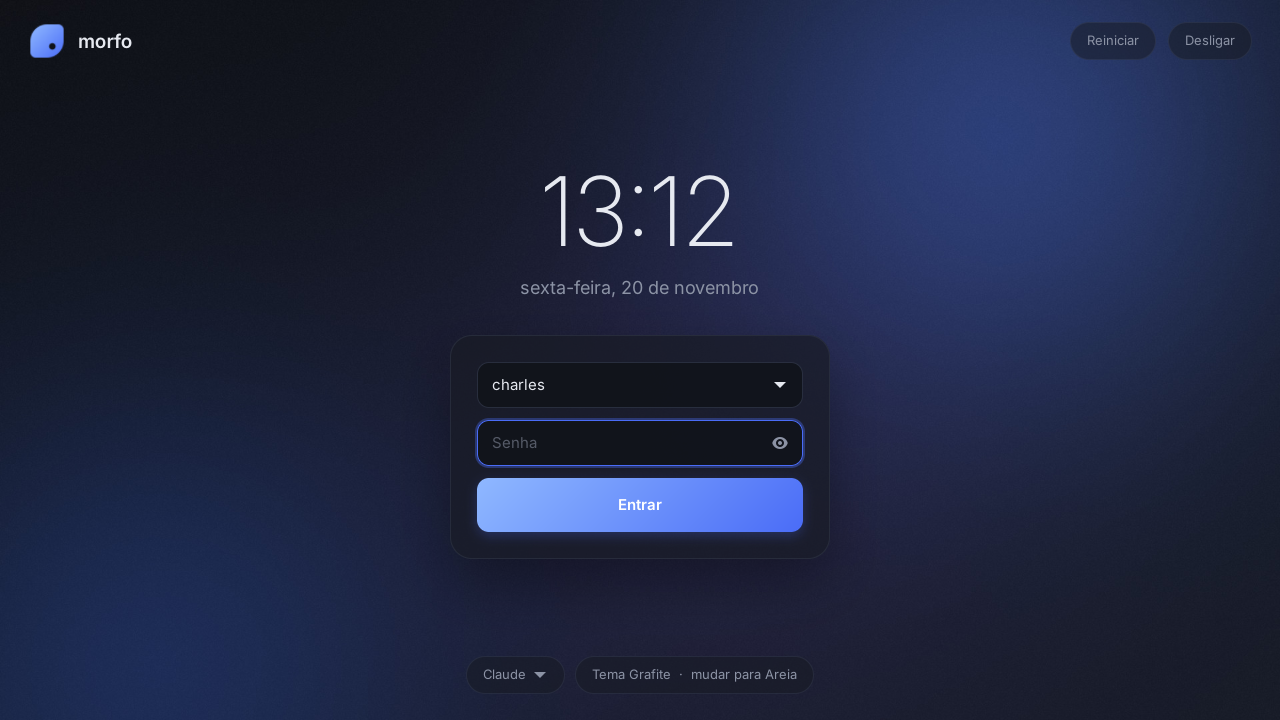 morfo
Reiniciar
Desligar
13:12
sexta-feira, 20 de novembro
charles
Senha
Entrar
Claude
Tema Grafite · mudar para Areia